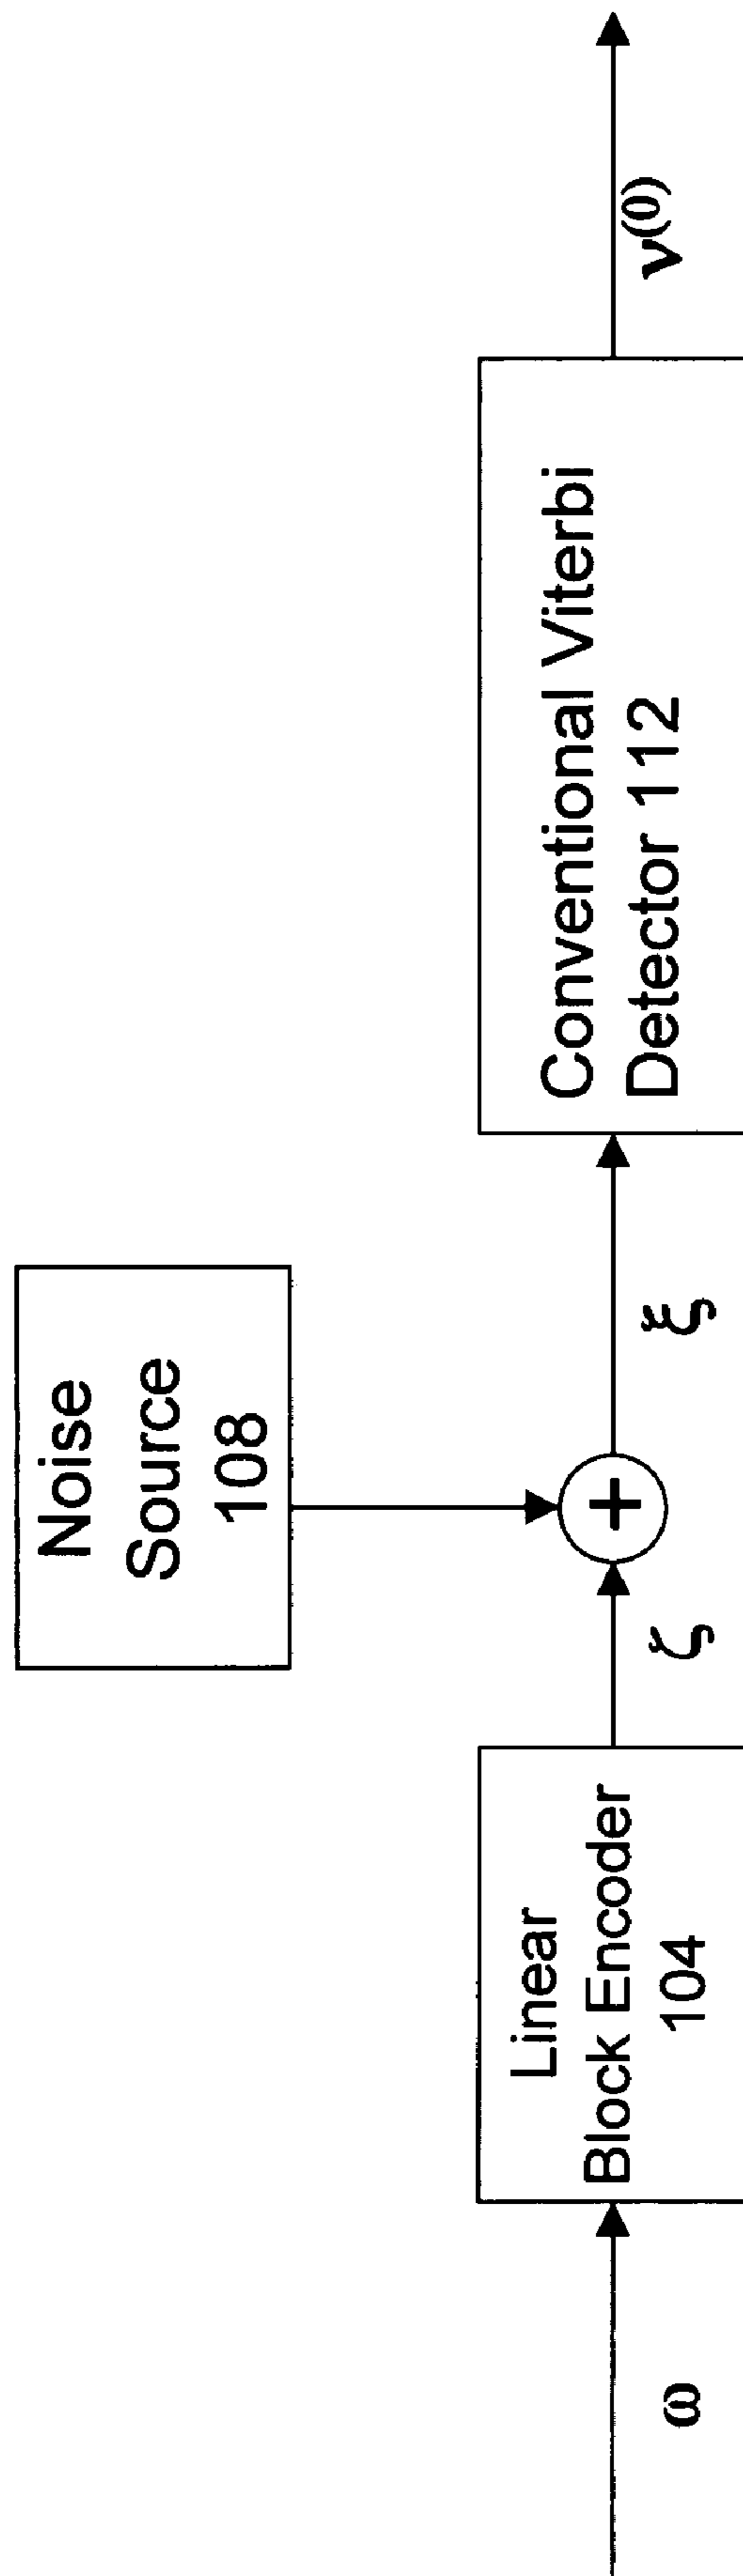 Noise
Source
108
ω
Linear
Block Encoder
104
ζ
+
ξ
Conventional Viterbi
Detector 112
ν(0)